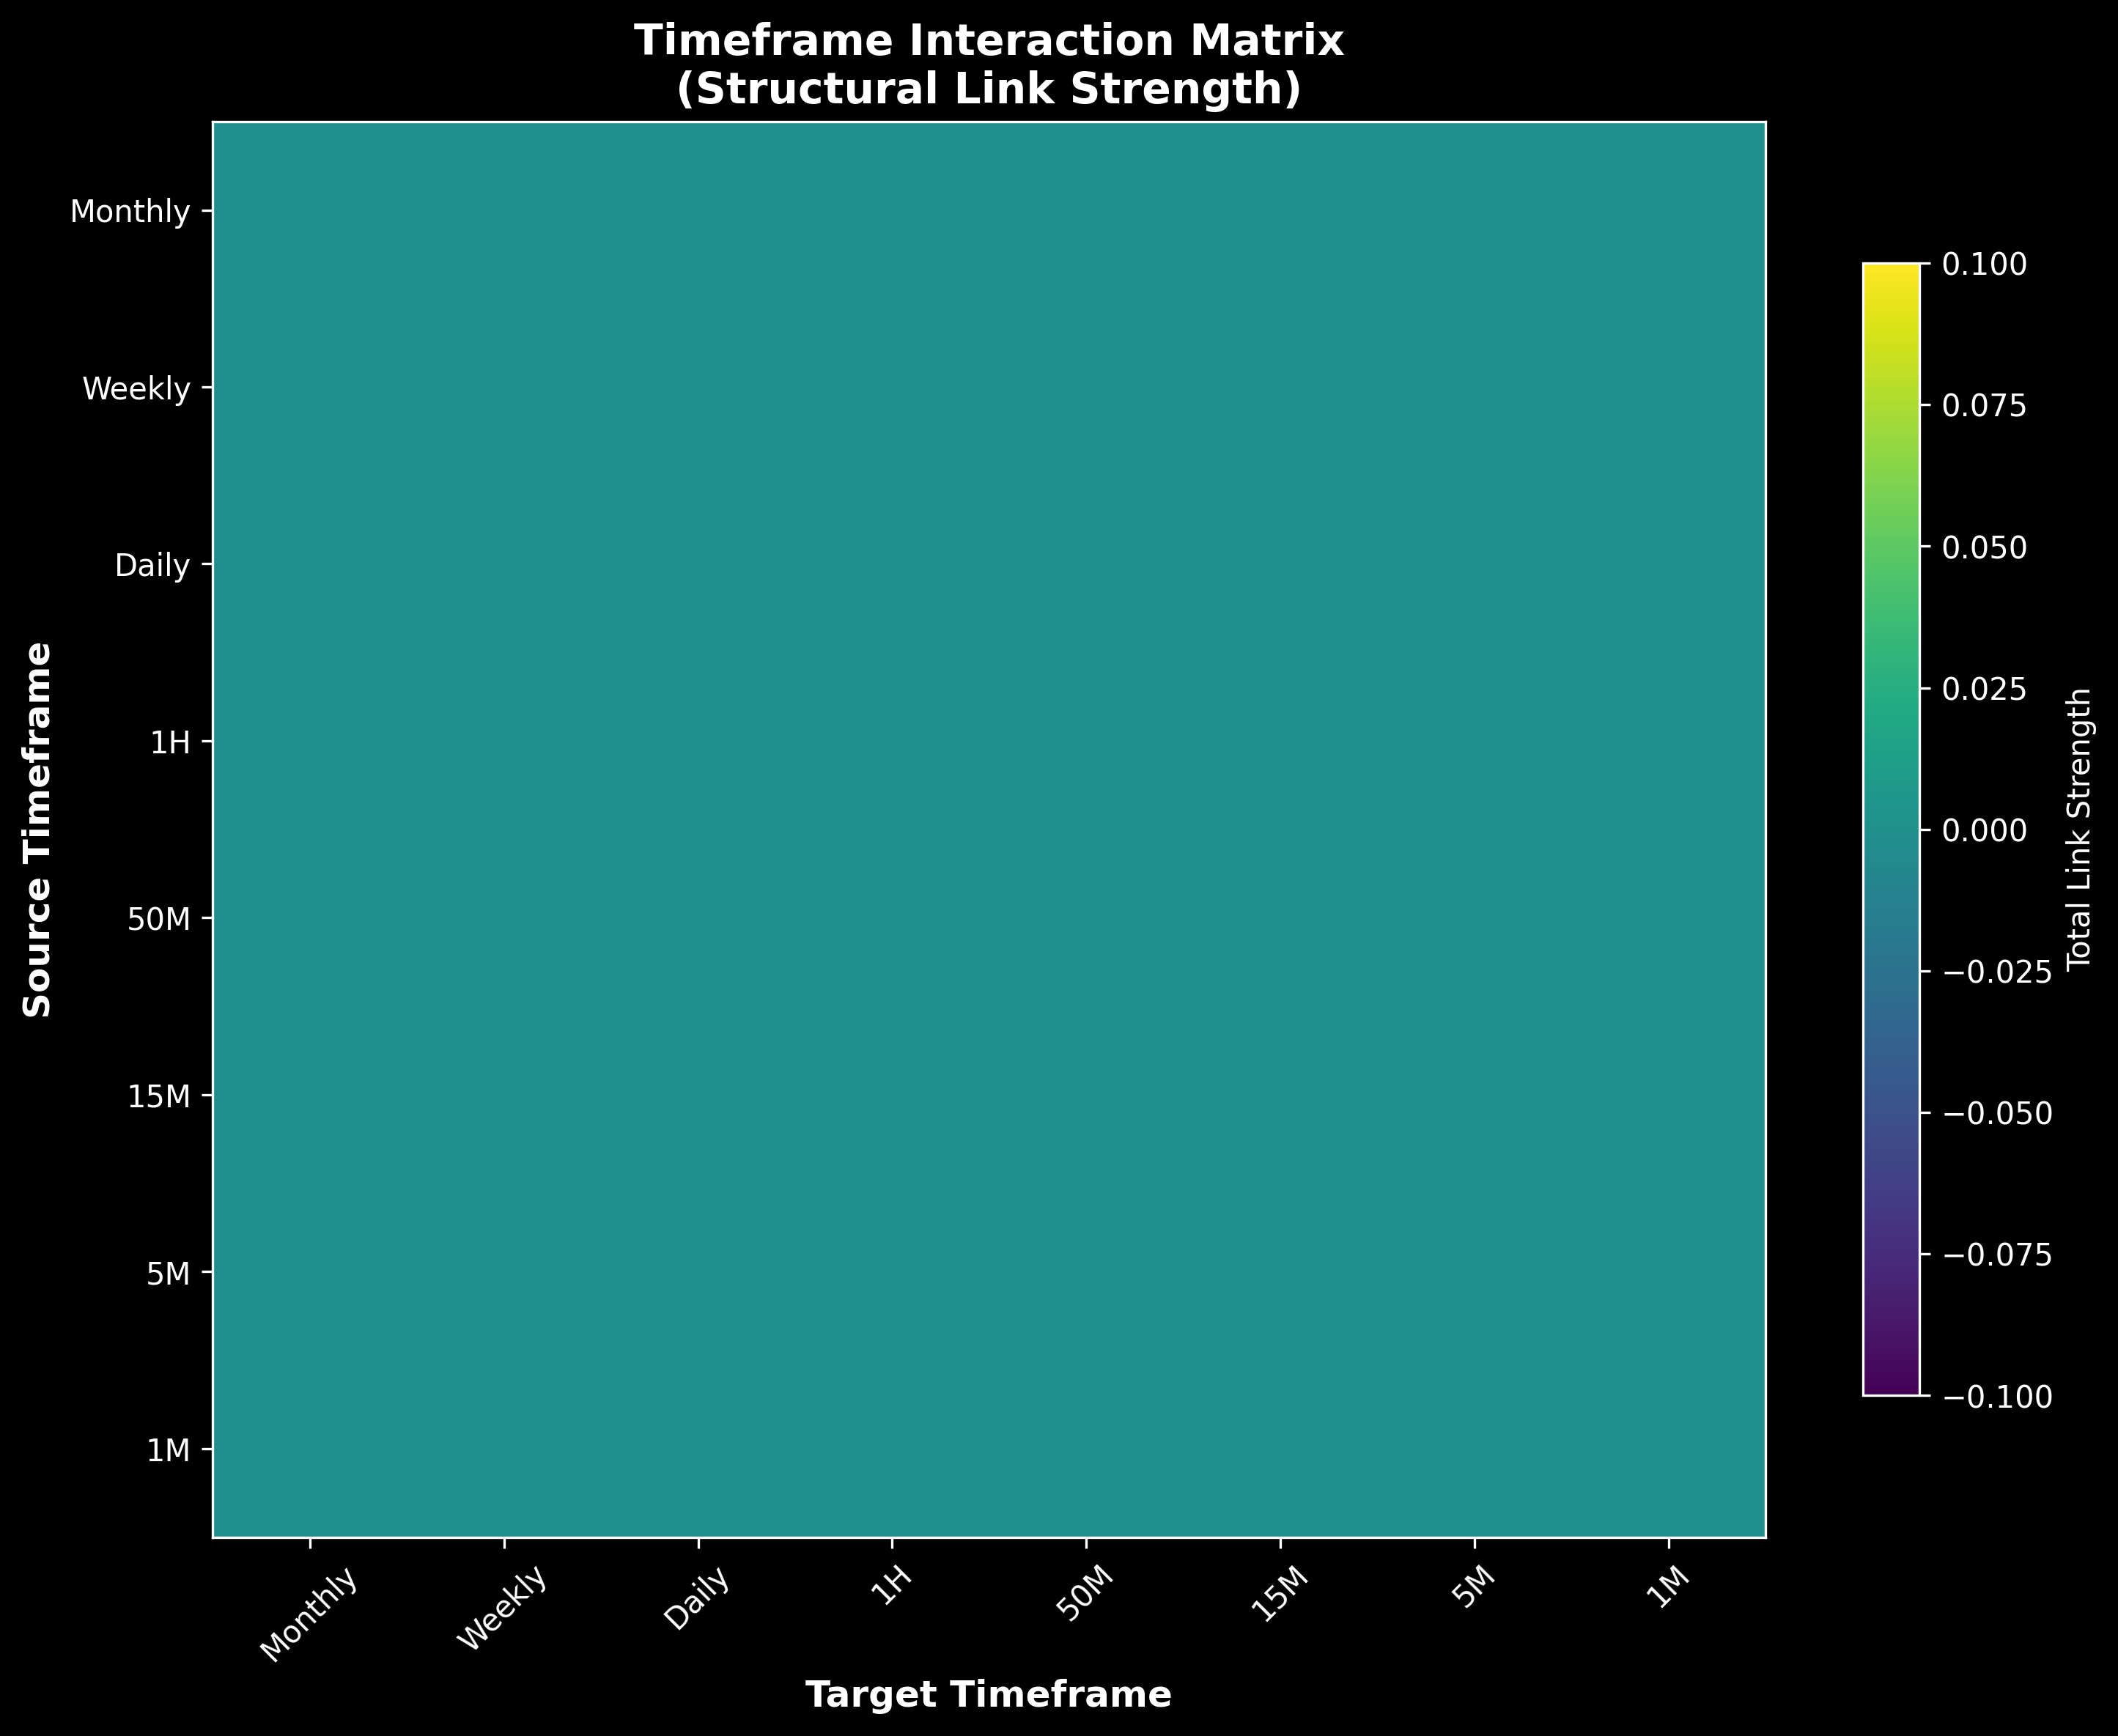 Timeframe Interaction Matrix
(Structural Link Strength)
Source Timeframe
Monthly
Weekly
Daily
1H
50M
15M
5M
1M
Monthly
Weekly
Daily
1H
50M
15M
5M
1M
Target Timeframe
0.100
0.075
0.050
0.025
0.000
−0.025
−0.050
−0.075
−0.100
Total Link Strength